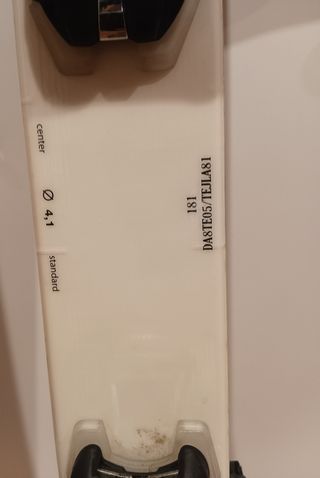 center
Ø 4,1
standard
181
DA8TE05/TEJLA81